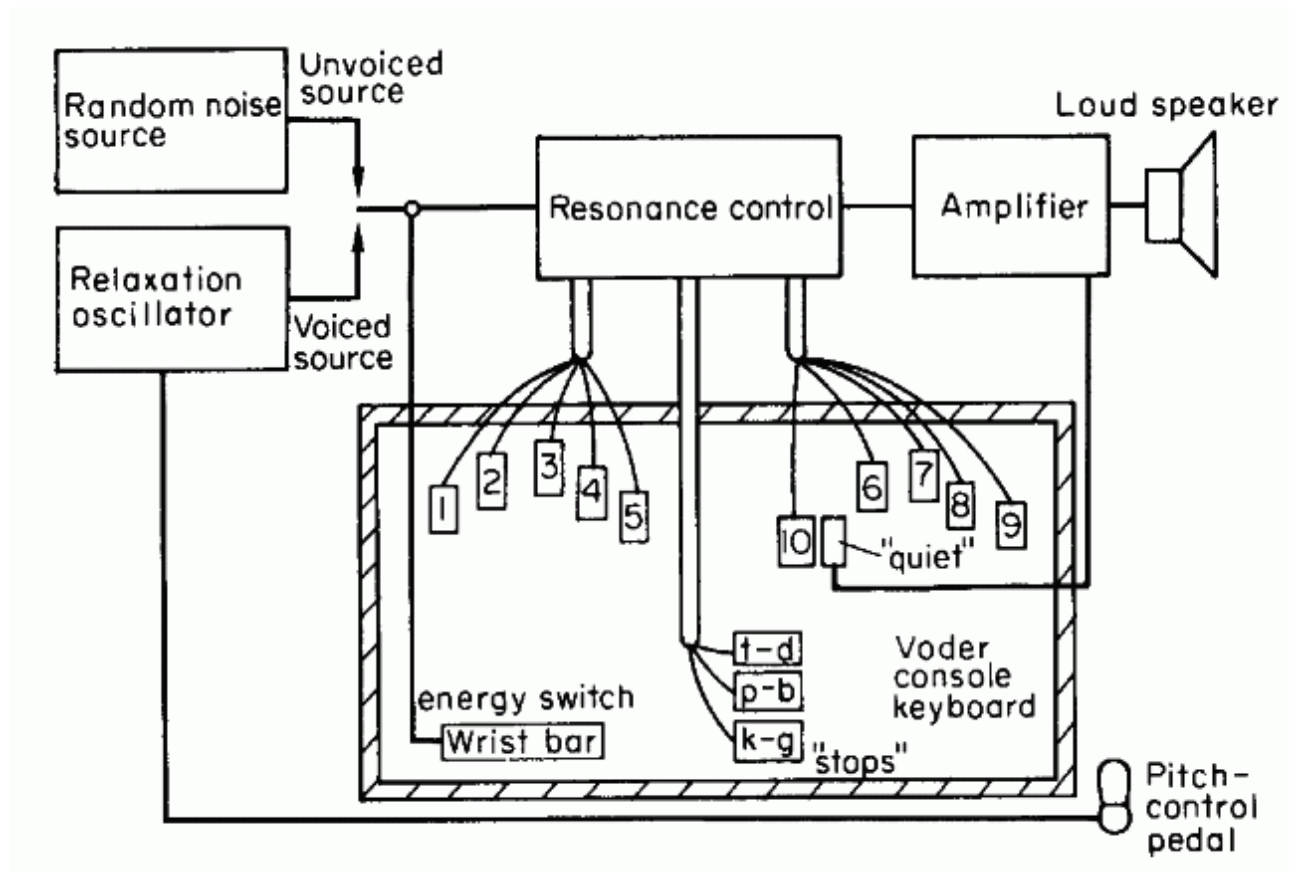 Unvoiced
source
Random noise
source
Loud speaker
Resonance control
Amplifier
Relaxation
oscillator
Voiced
source
1
2
3
4
5
10
6
7
8
9
"quiet"
t-d
p-b
k-g
"stops"
Voder
console
keyboard
energy switch
Wrist bar
Pitch-
control
pedal